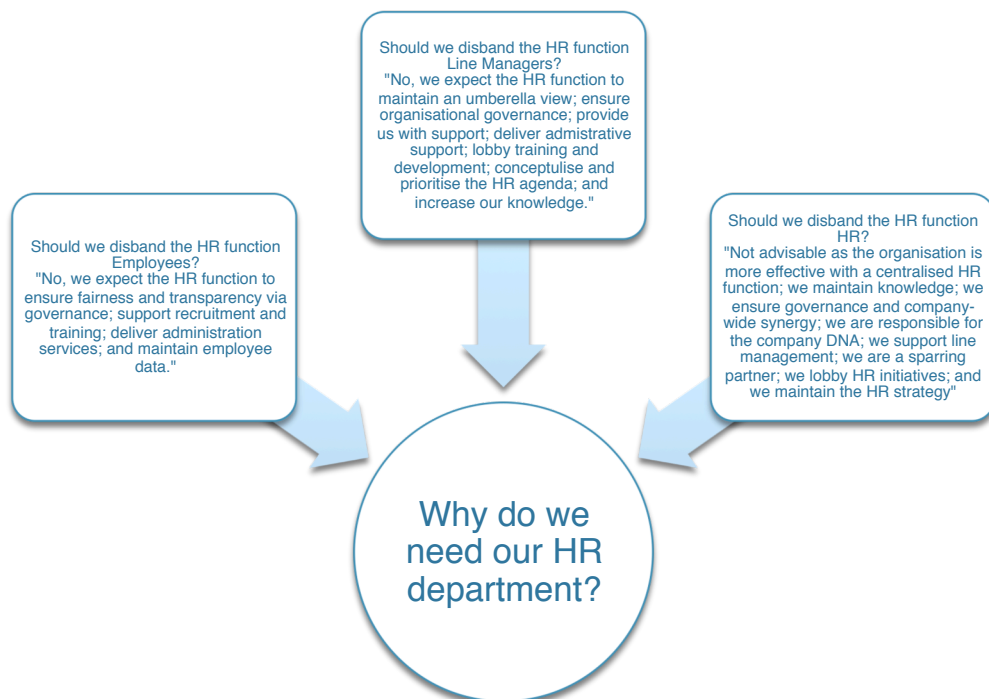 Should we disband the HR function
Line Managers?
"No, we expect the HR function to
maintain an umberella view; ensure
organisational governance; provide
us with support; deliver admistrative
support; lobby training and
development; conceptulise and
prioritise the HR agenda; and
increase our knowledge."
Should we disband the HR function
Employees?
"No, we expect the HR function to
ensure fairness and transparency via
governance; support recruitment and
training; deliver administration
services; and maintain employee
data."
Should we disband the HR function
HR?
"Not advisable as the organisation is
more effective with a centralised HR
function; we maintain knowledge; we
ensure governance and company-
wide synergy; we are responsible for
the company DNA; we support line
management; we are a sparring
partner; we lobby HR initiatives; and
we maintain the HR strategy"
Why do we
need our HR
department?